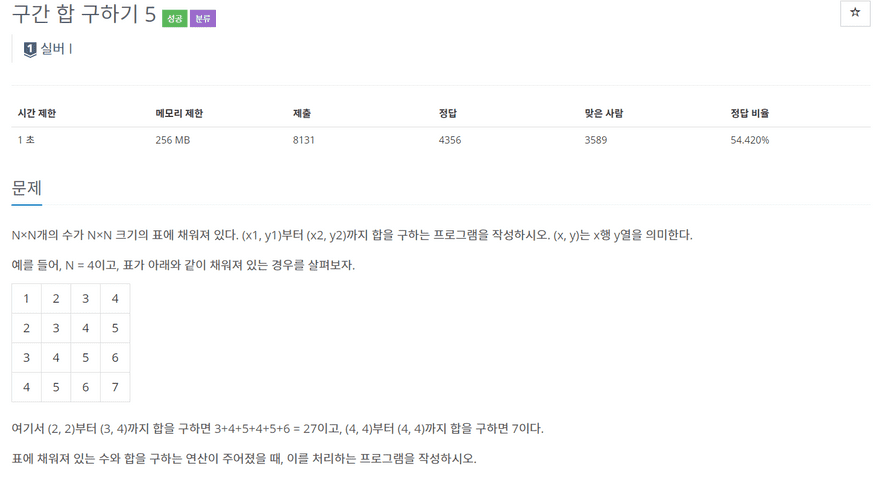 구간 합 구하기 5 성공 분류
☆
1 실버 I
시간 제한 메모리 제한 제출 정답 맞은 사람 정답 비율
1 초 256 MB 8131 4356 3589 54.420%
문제
N×N개의 수가 N×N 크기의 표에 채워져 있다. (x1, y1)부터 (x2, y2)까지 합을 구하는 프로그램을 작성하시오. (x, y)는 x행 y열을 의미한다.
예를 들어, N = 4이고, 표가 아래와 같이 채워져 있는 경우를 살펴보자.
1 2 3 4
2 3 4 5
3 4 5 6
4 5 6 7
여기서 (2, 2)부터 (3, 4)까지 합을 구하면 3+4+5+4+5+6 = 27이고, (4, 4)부터 (4, 4)까지 합을 구하면 7이다.
표에 채워져 있는 수와 합을 구하는 연산이 주어졌을 때, 이를 처리하는 프로그램을 작성하시오.